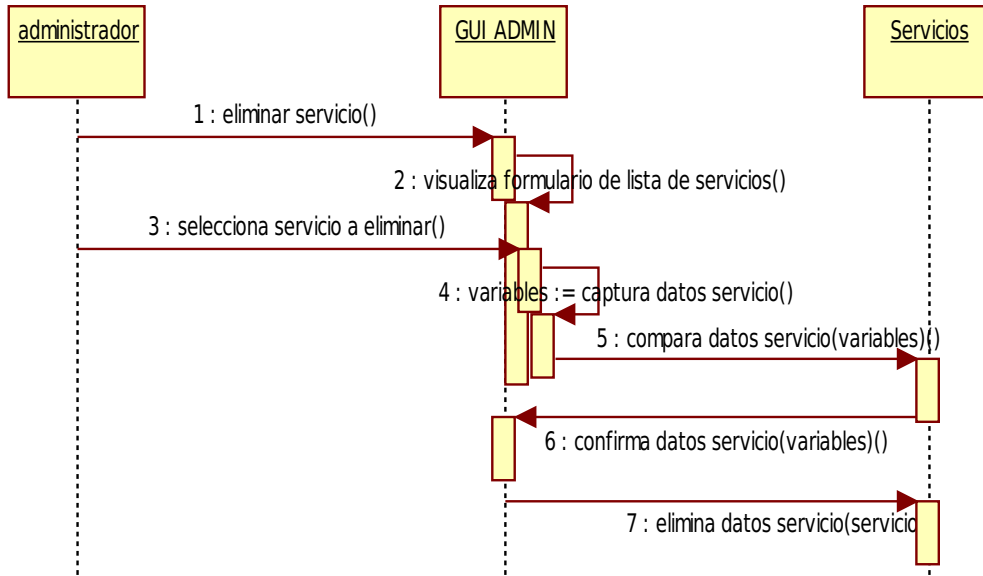 administrador
GUI ADMIN
Servicios
1 : eliminar servicio()
2 : visualiza formulario de lista de servicios()
3 : selecciona servicio a eliminar()
4 : variables := captura datos servicio()
5 : compara datos servicio(variables)()
6 : confirma datos servicio(variables)()
7 : elimina datos servicio(servicio